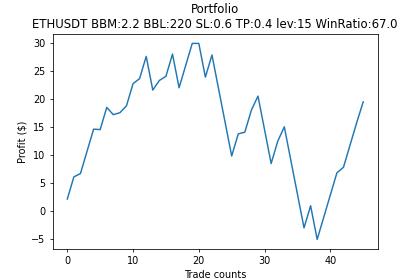 Portfolio
ETHUSDT BBM:2.2 BBL:220 SL:0.6 TP:0.4 lev:15 WinRatio:67.0
Profit ($)
30
25
20
15
10
5
0
−5
0 10 20 30 40
Trade counts